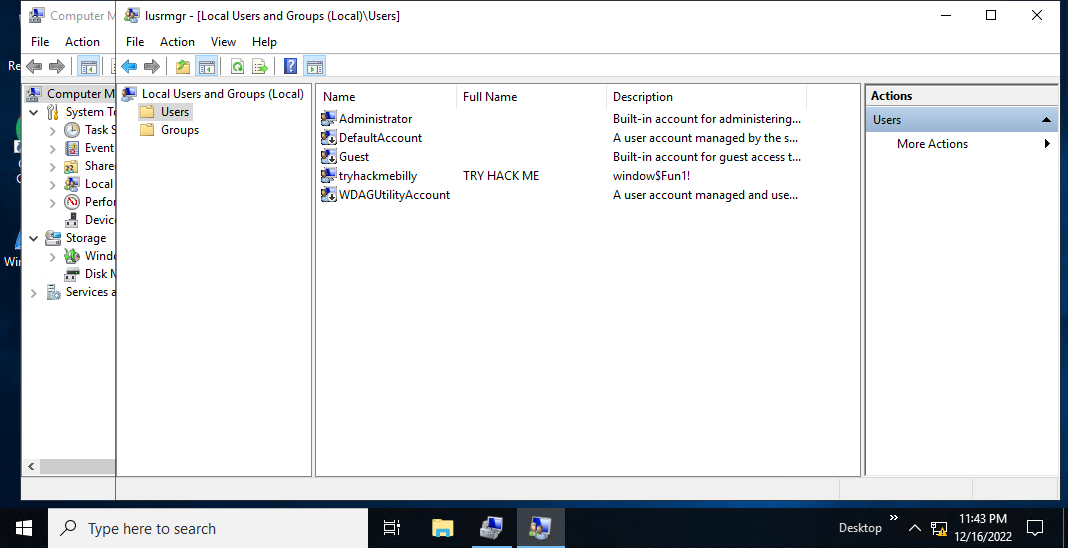 Computer M
lusrmgr - [Local Users and Groups (Local)\Users]
File Action
File Action View Help
Re
Computer M
System To
Task S
Event
Share
Local
Perfor
Device
Storage
Windo
Disk M
Services a
Local Users and Groups (Local)
Users
Groups
Name Full Name Description
Administrator Built-in account for administering...
DefaultAccount A user account managed by the s...
Guest Built-in account for guest access t...
tryhackmebilly TRY HACK ME window$Fun1!
WDAGUtilityAccount A user account managed and use...
Actions
Users
More Actions
Win
Type here to search
Desktop
11:43 PM
12/16/2022